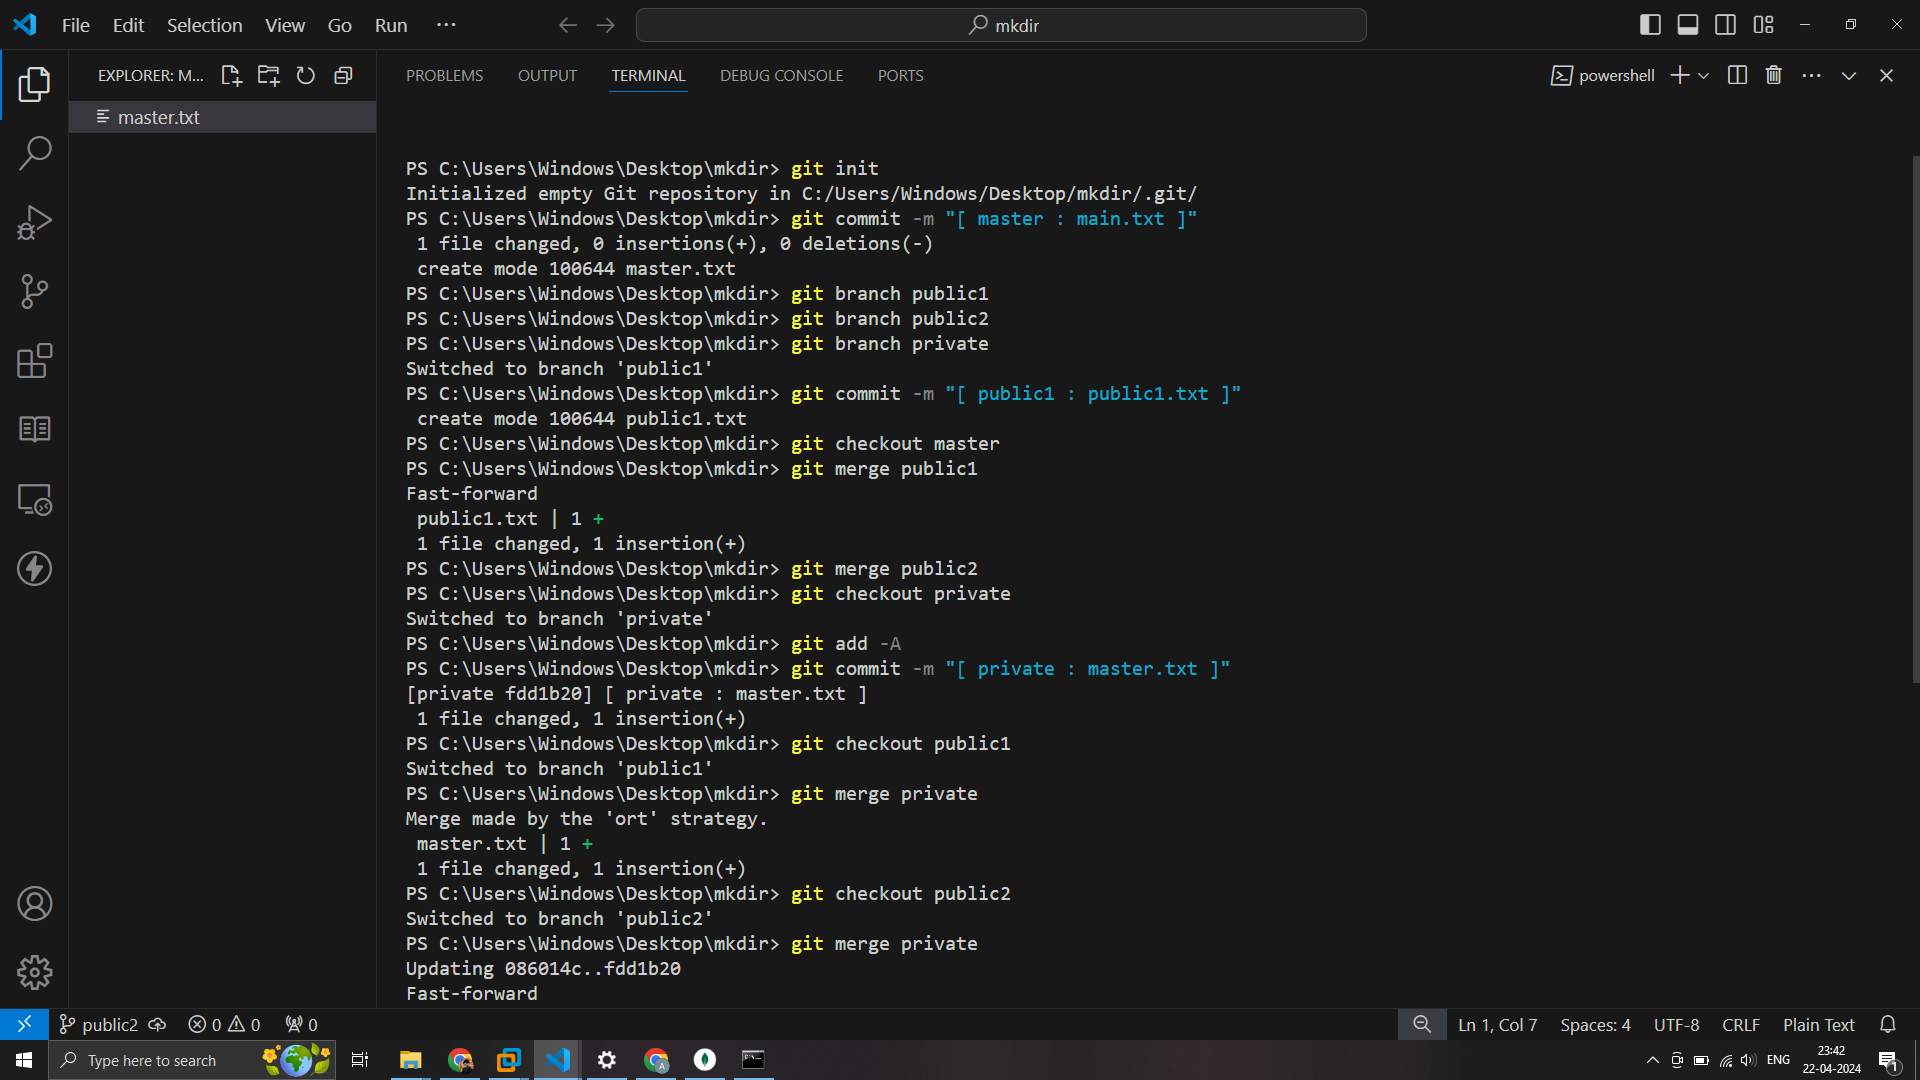 File Edit Selection View Go Run ···
mkdir
EXPLORER: M...
master.txt
PROBLEMS OUTPUT TERMINAL DEBUG CONSOLE PORTS
powershell
PS C:\Users\Windows\Desktop\mkdir> git init
Initialized empty Git repository in C:/Users/Windows/Desktop/mkdir/.git/
PS C:\Users\Windows\Desktop\mkdir> git commit -m "[ master : main.txt ]"
1 file changed, 0 insertions(+), 0 deletions(-)
create mode 100644 master.txt
PS C:\Users\Windows\Desktop\mkdir> git branch public1
PS C:\Users\Windows\Desktop\mkdir> git branch public2
PS C:\Users\Windows\Desktop\mkdir> git branch private
Switched to branch 'public1'
PS C:\Users\Windows\Desktop\mkdir> git commit -m "[ public1 : public1.txt ]"
create mode 100644 public1.txt
PS C:\Users\Windows\Desktop\mkdir> git checkout master
PS C:\Users\Windows\Desktop\mkdir> git merge public1
Fast-forward
public1.txt | 1 +
1 file changed, 1 insertion(+)
PS C:\Users\Windows\Desktop\mkdir> git merge public2
PS C:\Users\Windows\Desktop\mkdir> git checkout private
Switched to branch 'private'
PS C:\Users\Windows\Desktop\mkdir> git add -A
PS C:\Users\Windows\Desktop\mkdir> git commit -m "[ private : master.txt ]"
[private fdd1b20] [ private : master.txt ]
1 file changed, 1 insertion(+)
PS C:\Users\Windows\Desktop\mkdir> git checkout public1
Switched to branch 'public1'
PS C:\Users\Windows\Desktop\mkdir> git merge private
Merge made by the 'ort' strategy.
master.txt | 1 +
1 file changed, 1 insertion(+)
PS C:\Users\Windows\Desktop\mkdir> git checkout public2
Switched to branch 'public2'
PS C:\Users\Windows\Desktop\mkdir> git merge private
Updating 086014c..fdd1b20
Fast-forward
public2 0 0 0 Ln 1, Col 7 Spaces: 4 UTF-8 CRLF Plain Text
Type here to search
ENG
23:42
22-04-2024
1